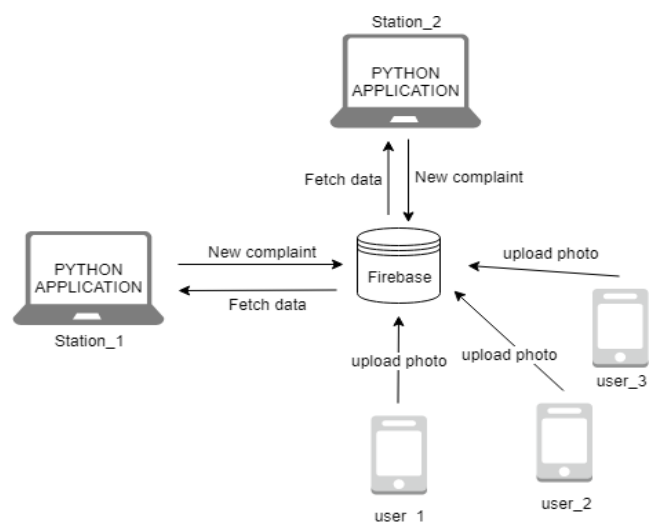 Station_2
PYTHON
APPLICATION
Fetch data
New complaint
New complaint
Firebase
upload photo
PYTHON
APPLICATION
Fetch data
Station_1
upload photo
upload photo
user_3
user_2
user_1